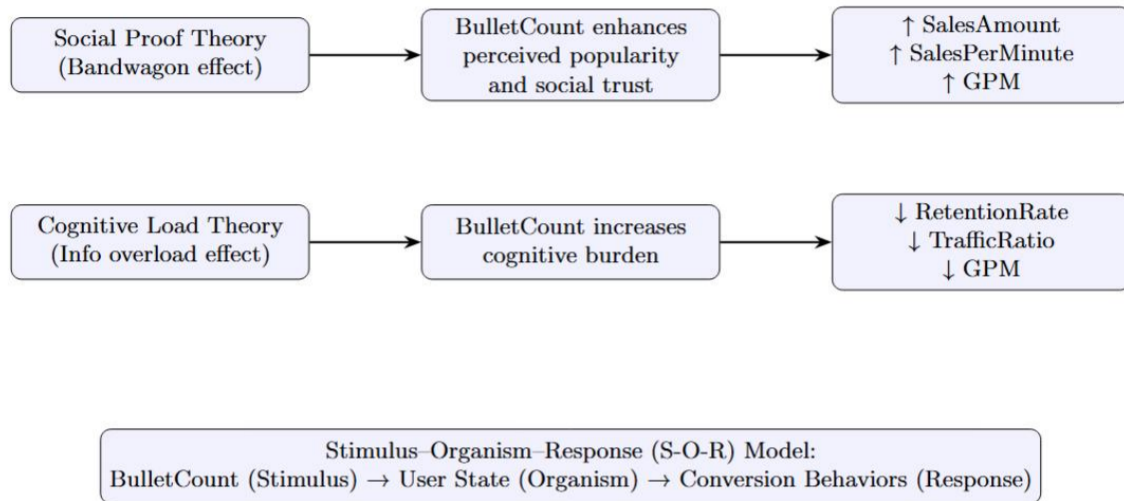 Social Proof Theory
(Bandwagon effect)
BulletCount enhances
perceived popularity
and social trust
↑ SalesAmount
↑ SalesPerMinute
↑ GPM
Cognitive Load Theory
(Info overload effect)
BulletCount increases
cognitive burden
↓ RetentionRate
↓ TrafficRatio
↓ GPM
Stimulus–Organism–Response (S-O-R) Model:
BulletCount (Stimulus) → User State (Organism) → Conversion Behaviors (Response)